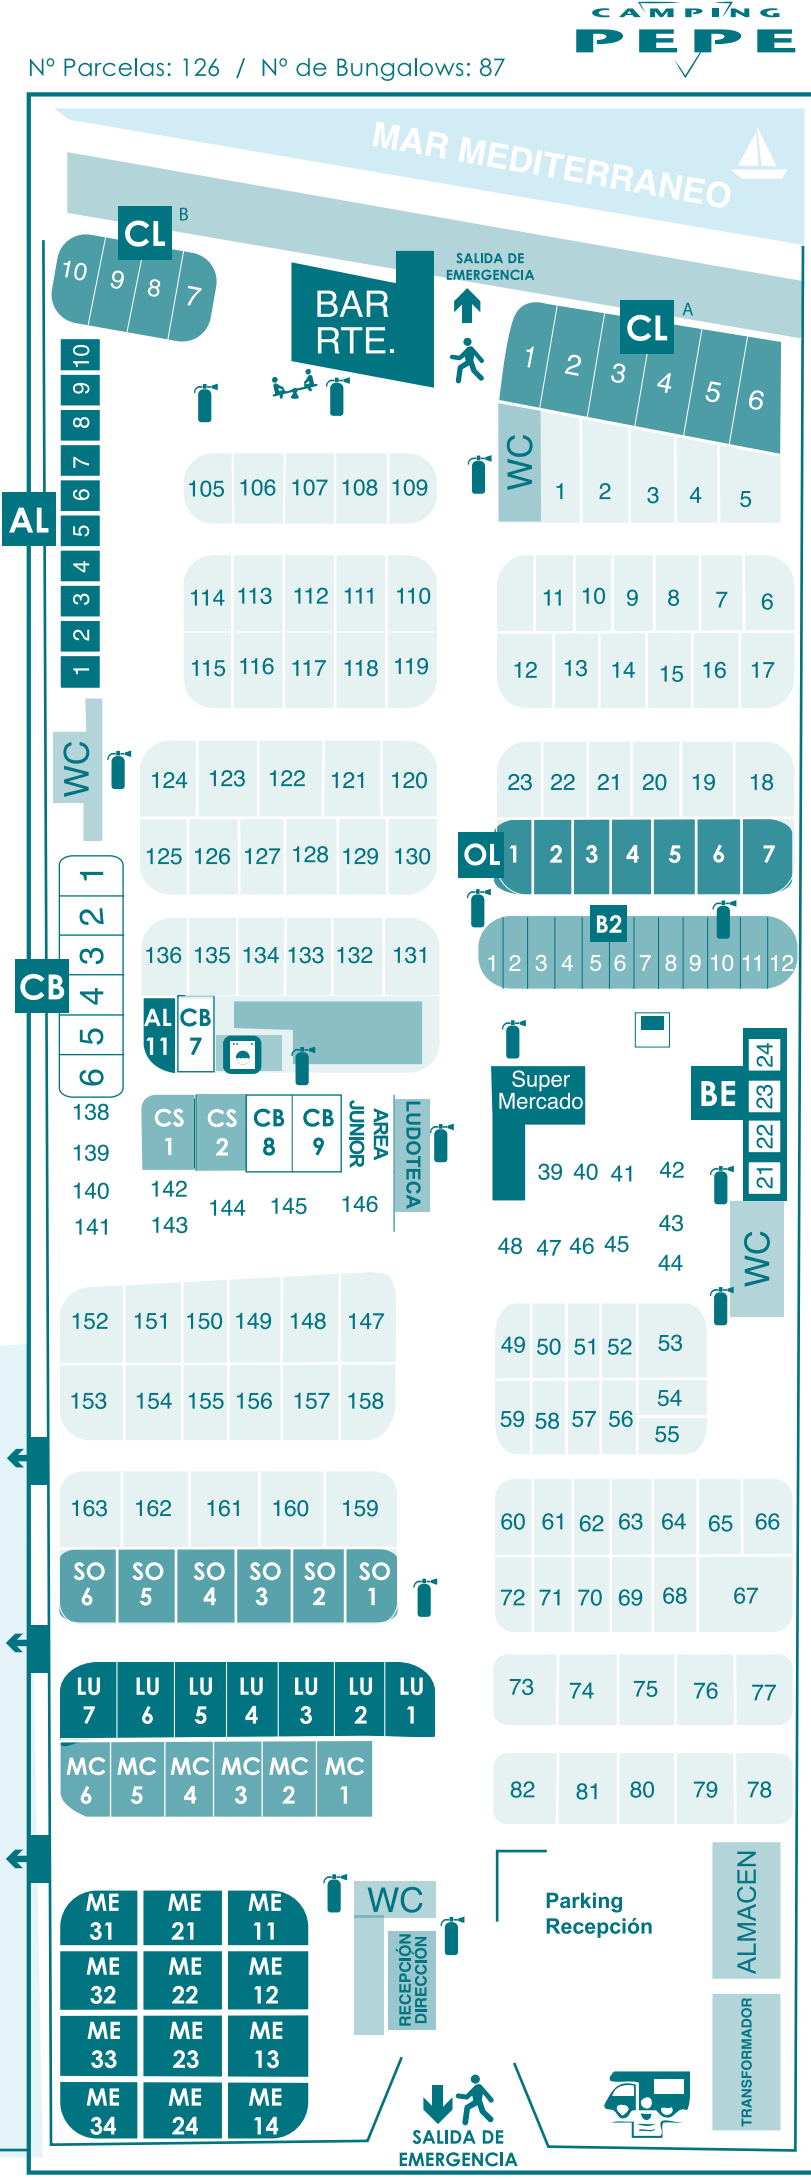 CAMPING
PEPE
Nº Parcelas: 126 / Nº de Bungalows: 87
MAR MEDITERRANEO
CL B
10 9 8 7
BAR
RTE.
SALIDA DE
EMERGENCIA
CL A
1 2 3 4 5 6
WC
1 2 3 4 5
AL
10
9
8
7
6
5
4
3
2
1
105 106 107 108 109
114 113 112 111 110
115 116 117 118 119
11 10 9 8 7 6
12 13 14 15 16 17
WC
124 123 122 121 120
125 126 127 128 129 130
23 22 21 20 19 18
OL 1 2 3 4 5 6 7
B2
1 2 3 4 5 6 7 8 9 10 11 12
CB
1
2
3
4
5
6
136 135 134 133 132 131
AL
11
CB
7
CS
1
CS
2
CB
8
CB
9
AREA
JUNIOR
LUDOTECA
138
139
140
141
142
143
144 145 146
Super
Mercado
BE
24
23
22
21
39 40 41 42
43
44
48 47 46 45
WC
152 151 150 149 148 147
153 154 155 156 157 158
49 50 51 52 53
59 58 57 56 54
55
163 162 161 160 159
SO
6
SO
5
SO
4
SO
3
SO
2
SO
1
60 61 62 63 64 65 66
72 71 70 69 68 67
LU
7
LU
6
LU
5
LU
4
LU
3
LU
2
LU
1
MC
6
MC
5
MC
4
MC
3
MC
2
MC
1
73 74 75 76 77
82 81 80 79 78
ME
31
ME
21
ME
11
ME
32
ME
22
ME
12
ME
33
ME
23
ME
13
ME
34
ME
24
ME
14
WC
RECEPCIÓN
DIRECCIÓN
Parking
Recepción
ALMACEN
TRANSFORMADOR
SALIDA DE
EMERGENCIA